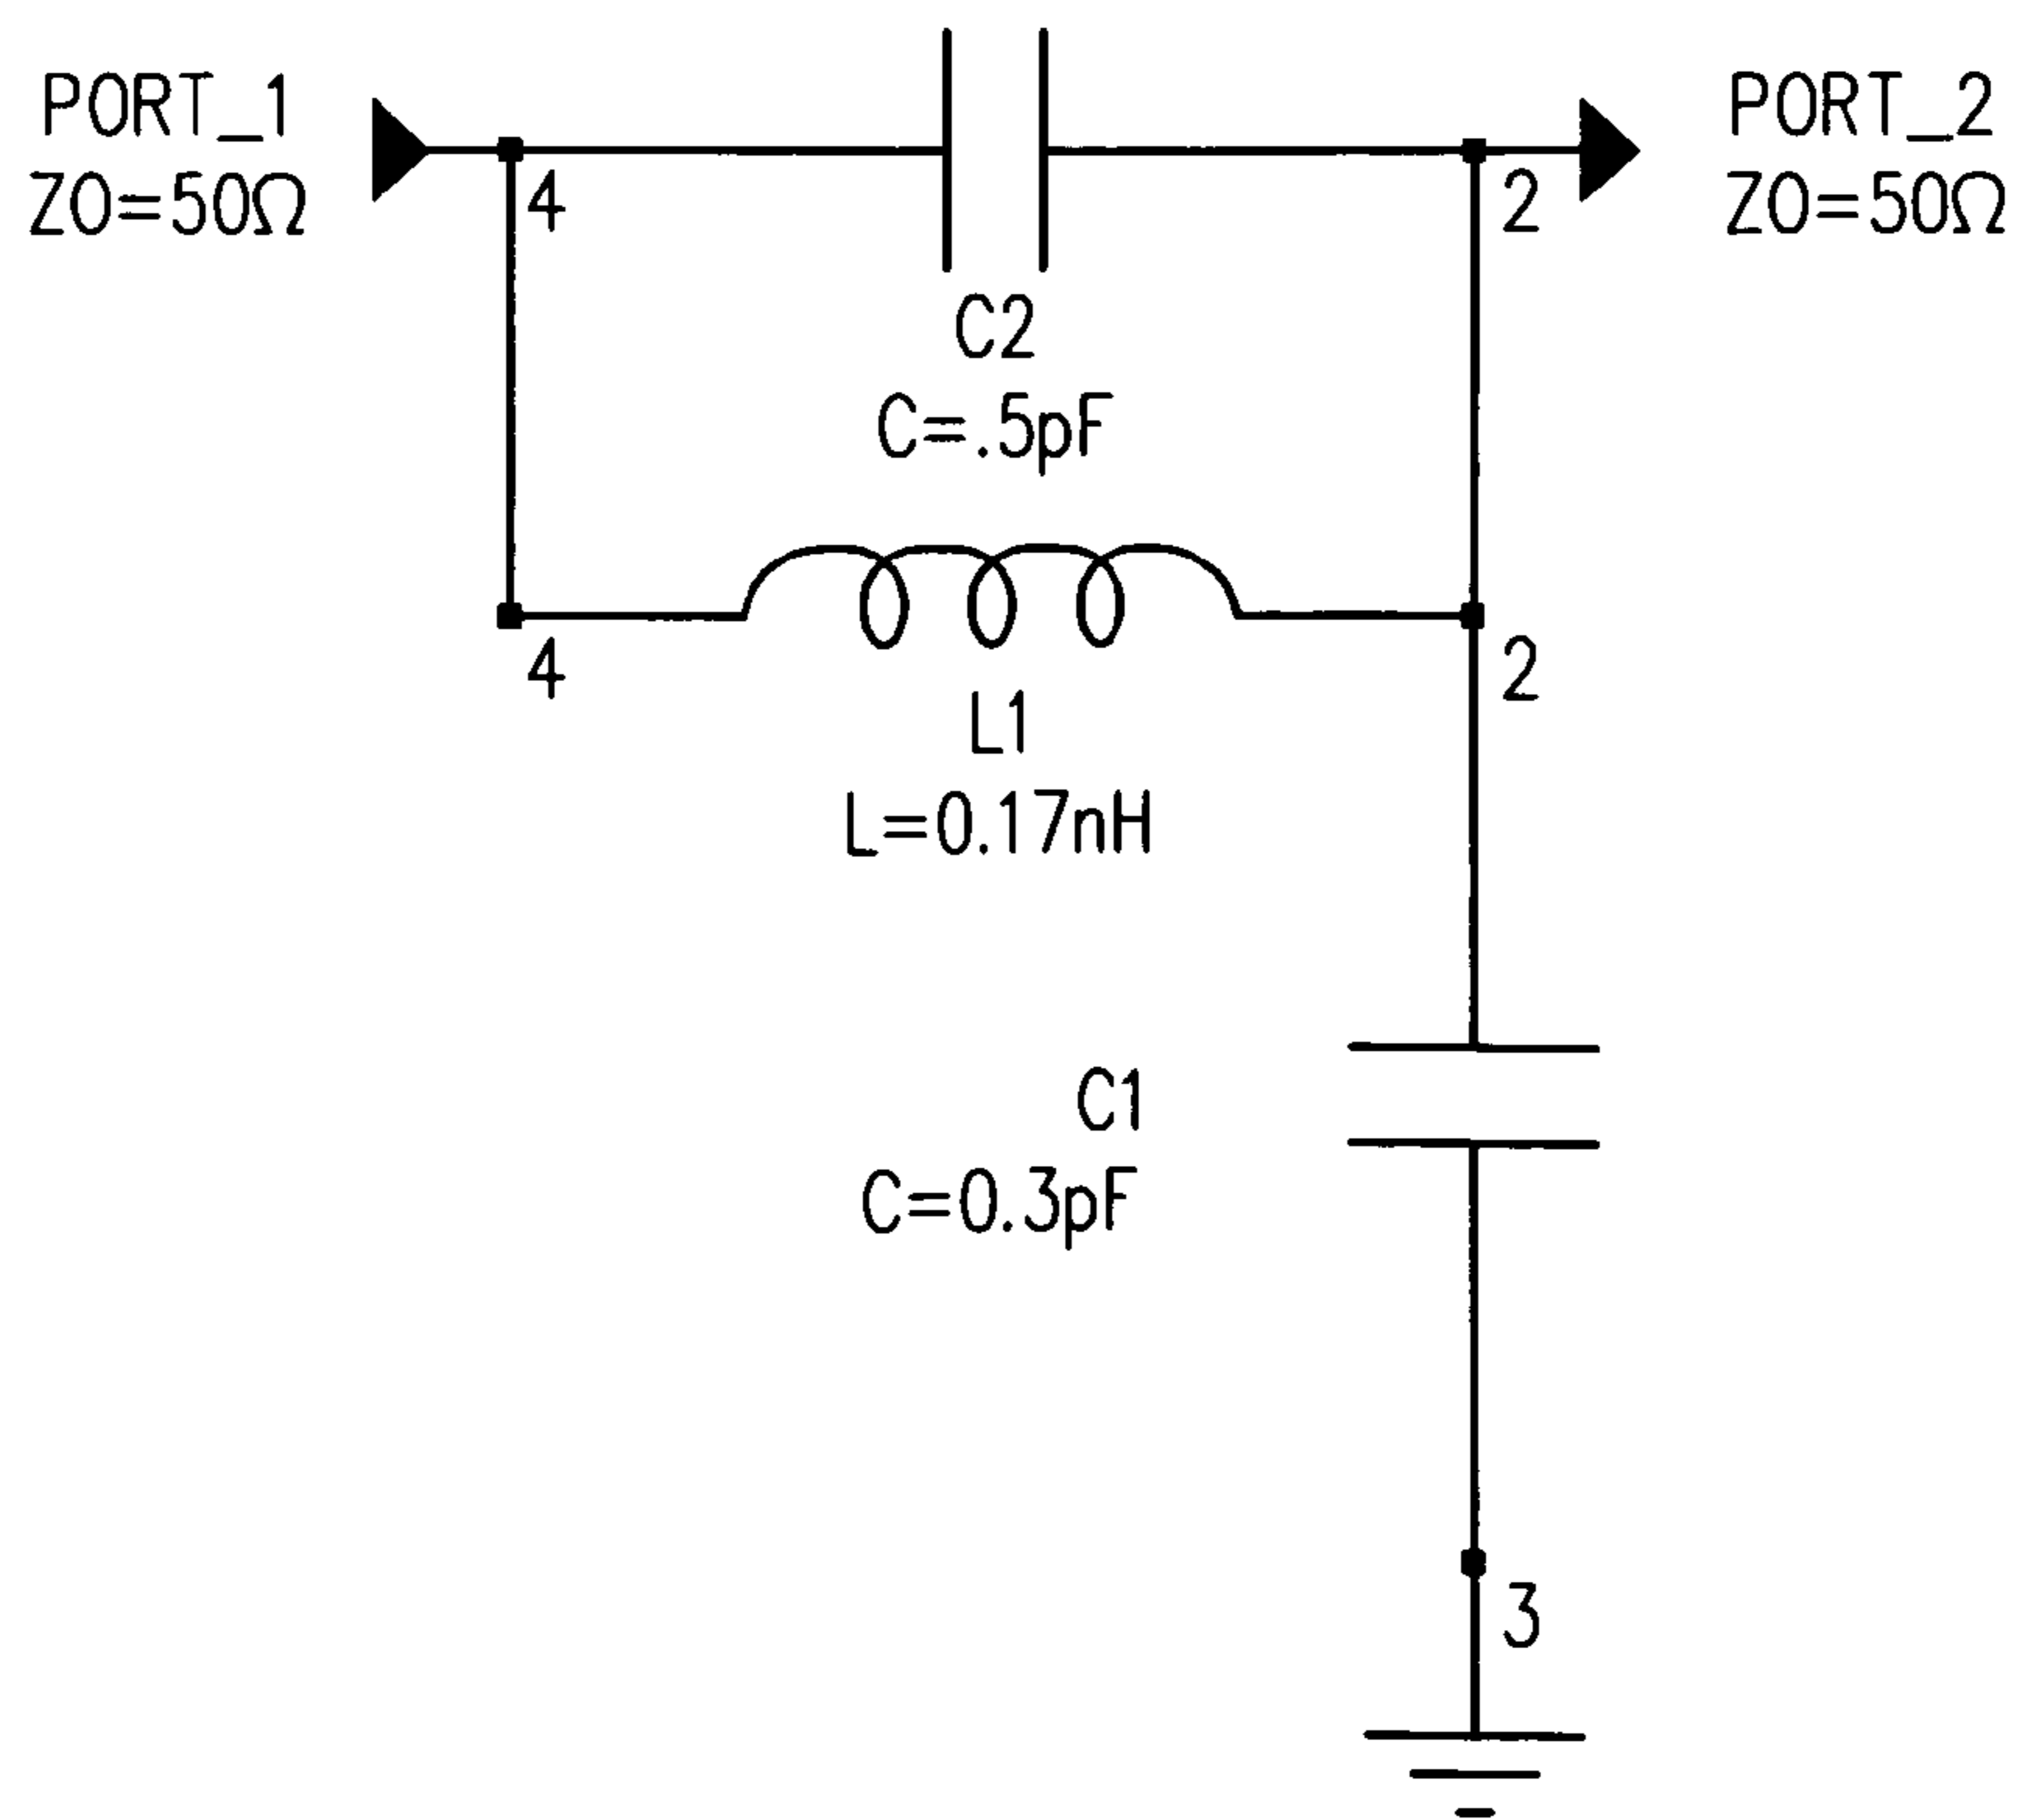 PORT_1
ZO=50Ω
PORT_2
ZO=50Ω
4
2
C2
C=.5pF
4
2
L1
L=0.17nH
C1
C=0.3pF
3